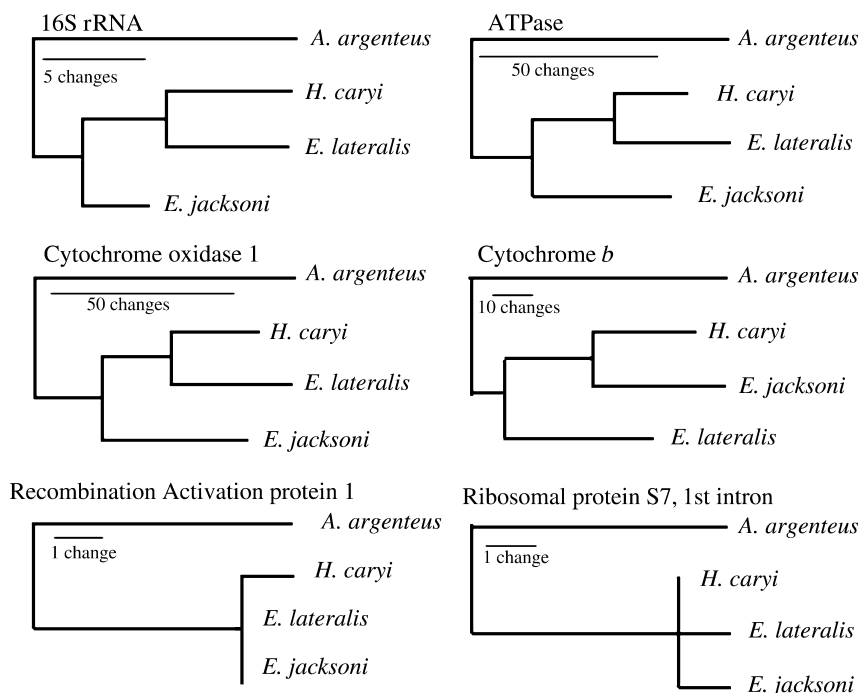 16S rRNA
A. argenteus
5 changes
H. caryi
E. lateralis
E. jacksoni
ATPase
A. argenteus
50 changes
H. caryi
E. lateralis
E. jacksoni
Cytochrome oxidase 1
A. argenteus
50 changes
H. caryi
E. lateralis
E. jacksoni
Cytochrome b
A. argenteus
10 changes
H. caryi
E. jacksoni
E. lateralis
Recombination Activation protein 1
A. argenteus
1 change
H. caryi
E. lateralis
E. jacksoni
Ribosomal protein S7, 1st intron
A. argenteus
1 change
H. caryi
E. lateralis
E. jacksoni